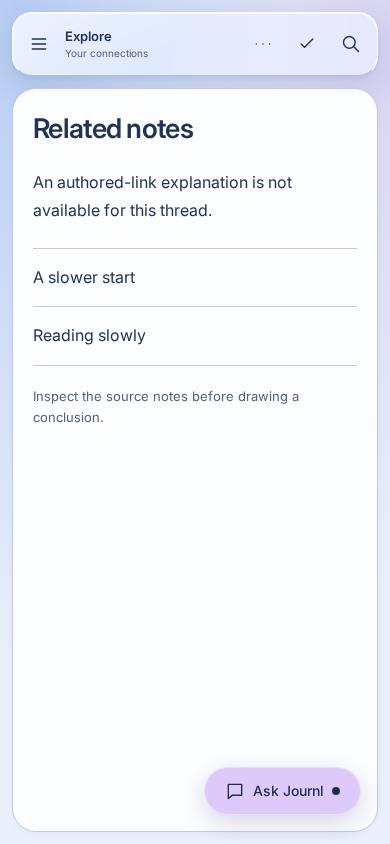 Explore
Your connections
Related notes
An authored-link explanation is not
available for this thread.
A slower start
Reading slowly
Inspect the source notes before drawing a
conclusion.
Ask Journl